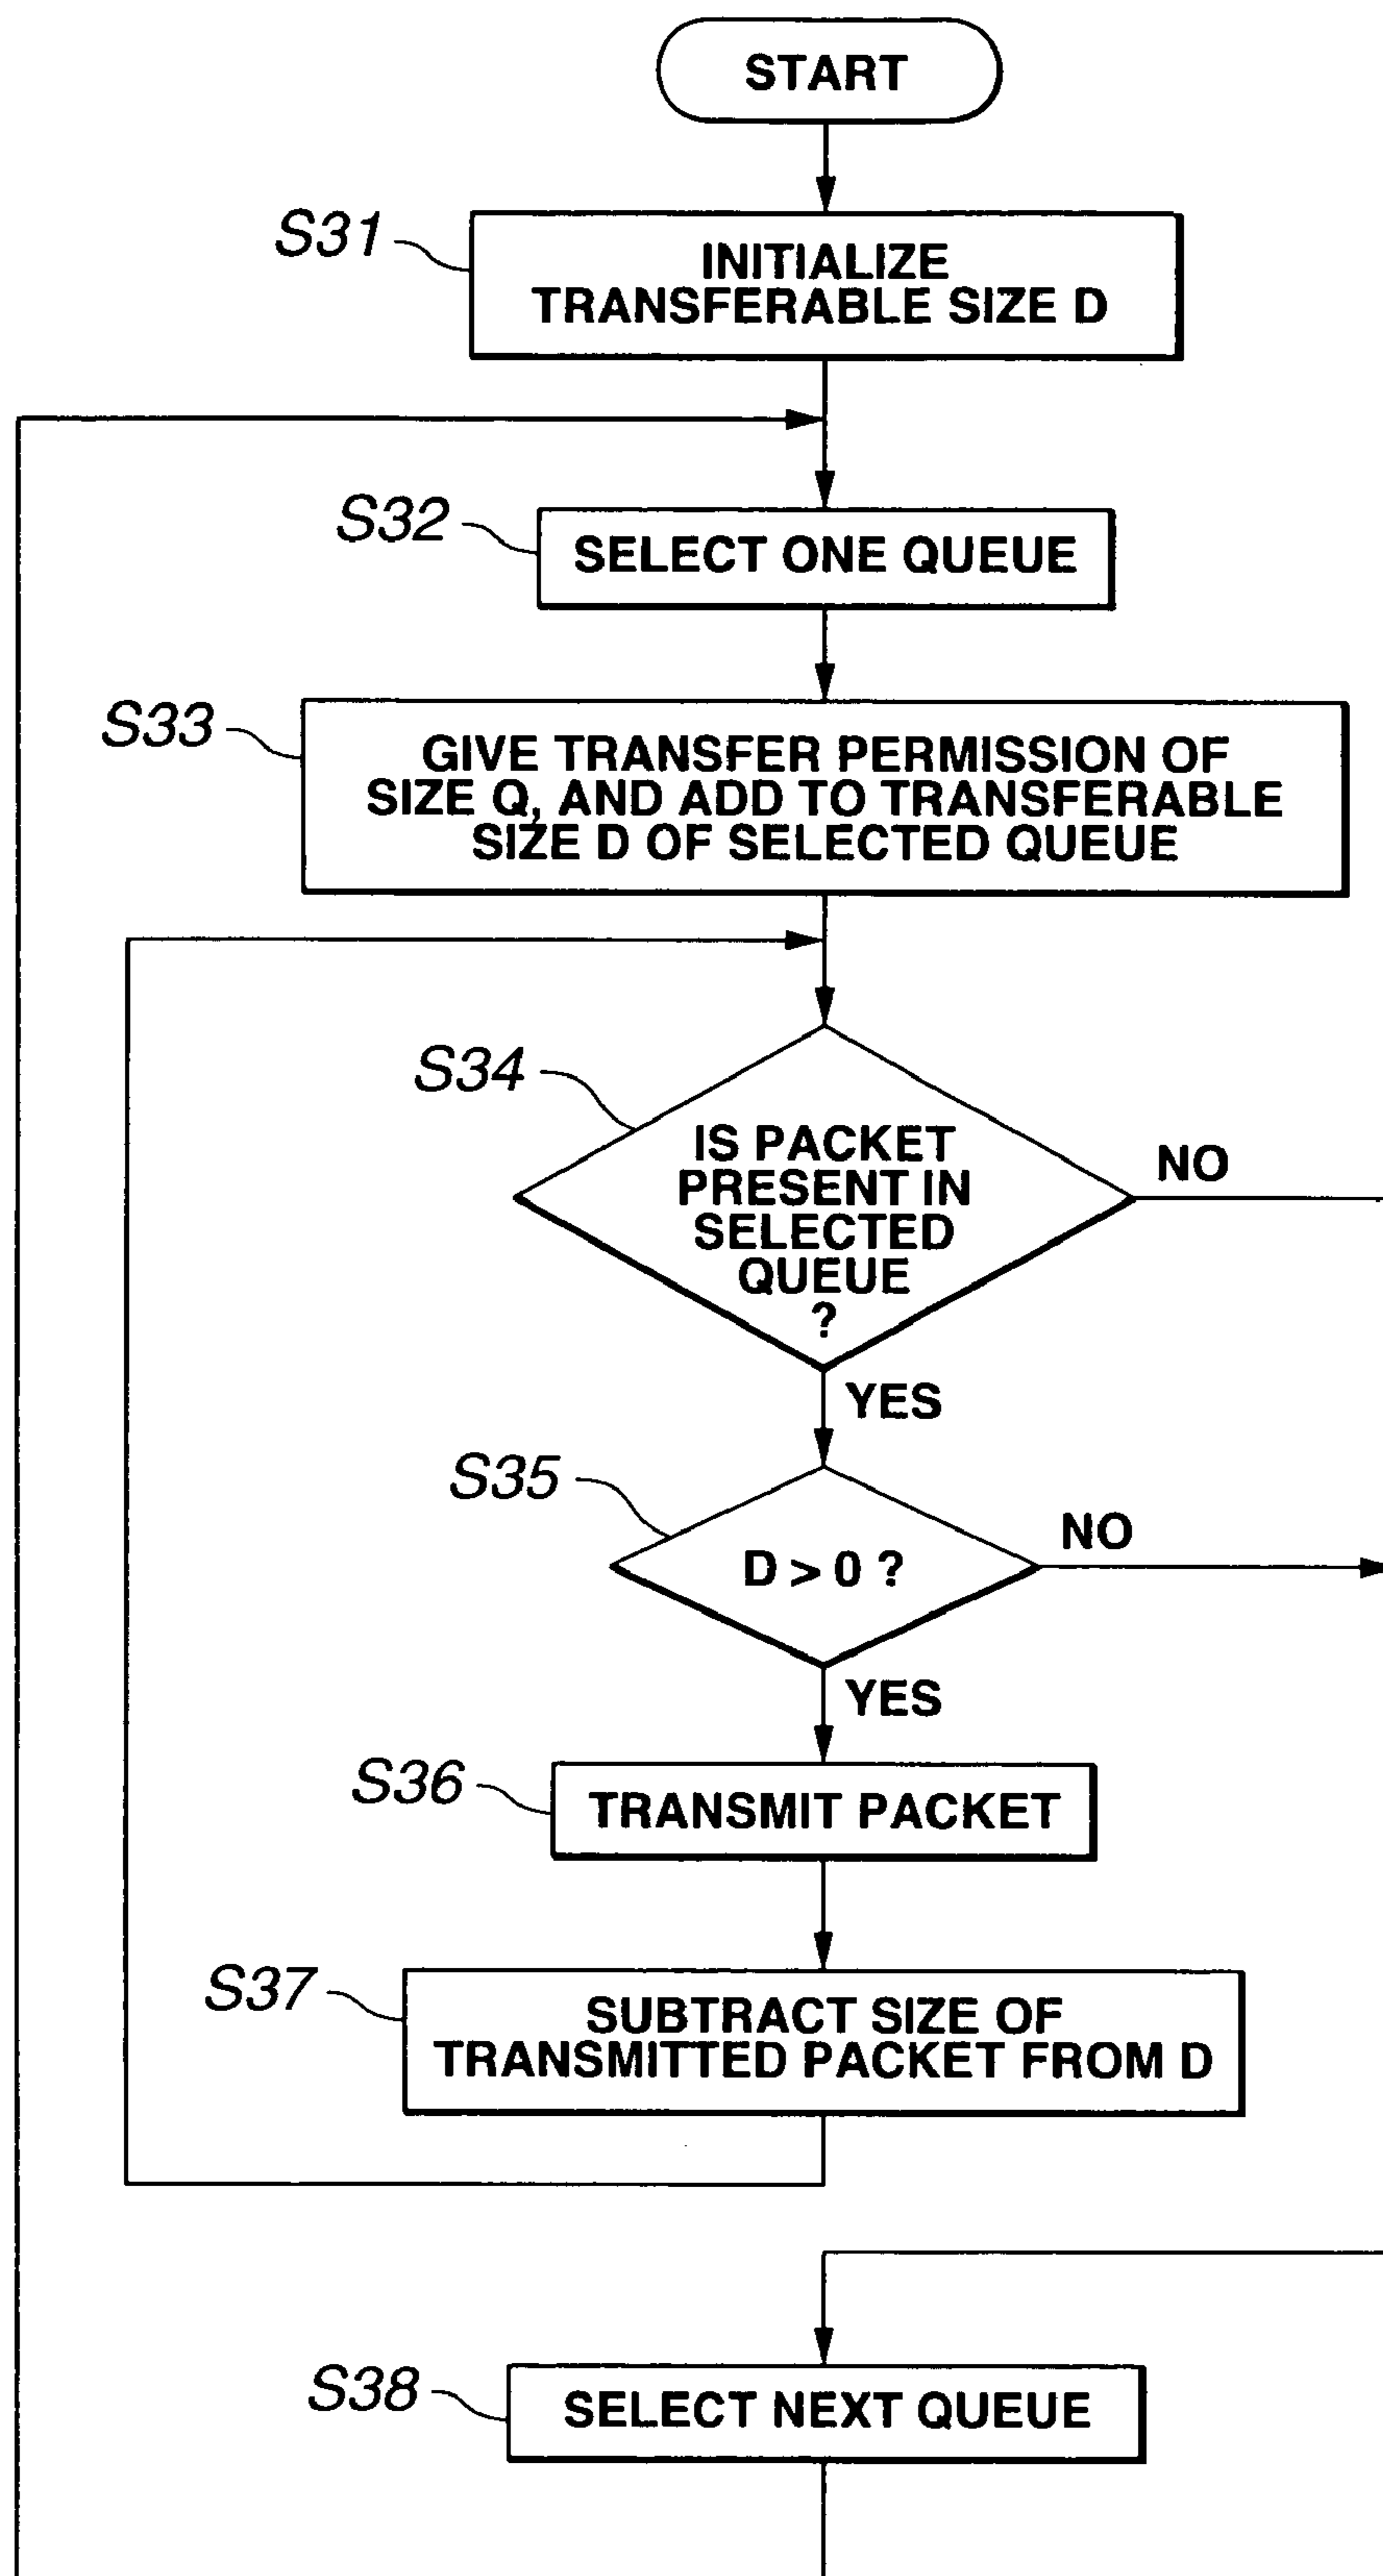 START
S31
INITIALIZE
TRANSFERABLE SIZE D
S32
SELECT ONE QUEUE
S33
GIVE TRANSFER PERMISSION OF
SIZE Q, AND ADD TO TRANSFERABLE
SIZE D OF SELECTED QUEUE
S34
IS PACKET
PRESENT IN
SELECTED
QUEUE
?
NO
YES
S35
D > 0 ?
NO
YES
S36
TRANSMIT PACKET
S37
SUBTRACT SIZE OF
TRANSMITTED PACKET FROM D
S38
SELECT NEXT QUEUE